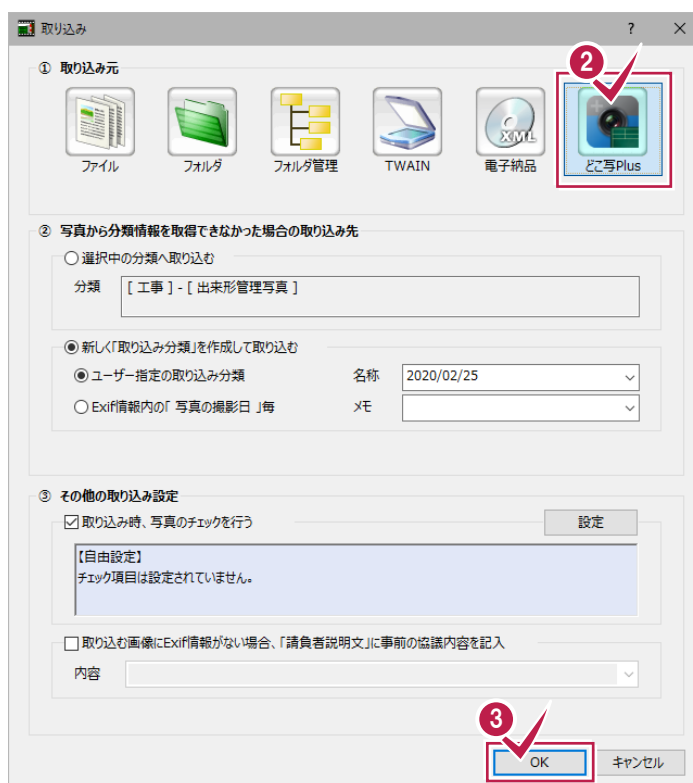 取り込み ? ×
① 取り込み元
2
ファイル フォルダ フォルダ管理 TWAIN 電子納品 どこ写Plus
XML
② 写真から分類情報を取得できなかった場合の取り込み先
選択中の分類へ取り込む
分類 [ 工事 ] - [ 出来形管理写真 ]
新しく「取り込み分類」を作成して取り込む
ユーザー指定の取り込み分類 名称 2020/02/25
Exif情報内の「 写真の撮影日 」毎 メモ
③ その他の取り込み設定
取り込み時、写真のチェックを行う 設定
【自由設定】
チェック項目は設定されていません。
取り込む画像にExif情報がない場合、「請負者説明文」に事前の協議内容を記入
内容
3
OK キャンセル